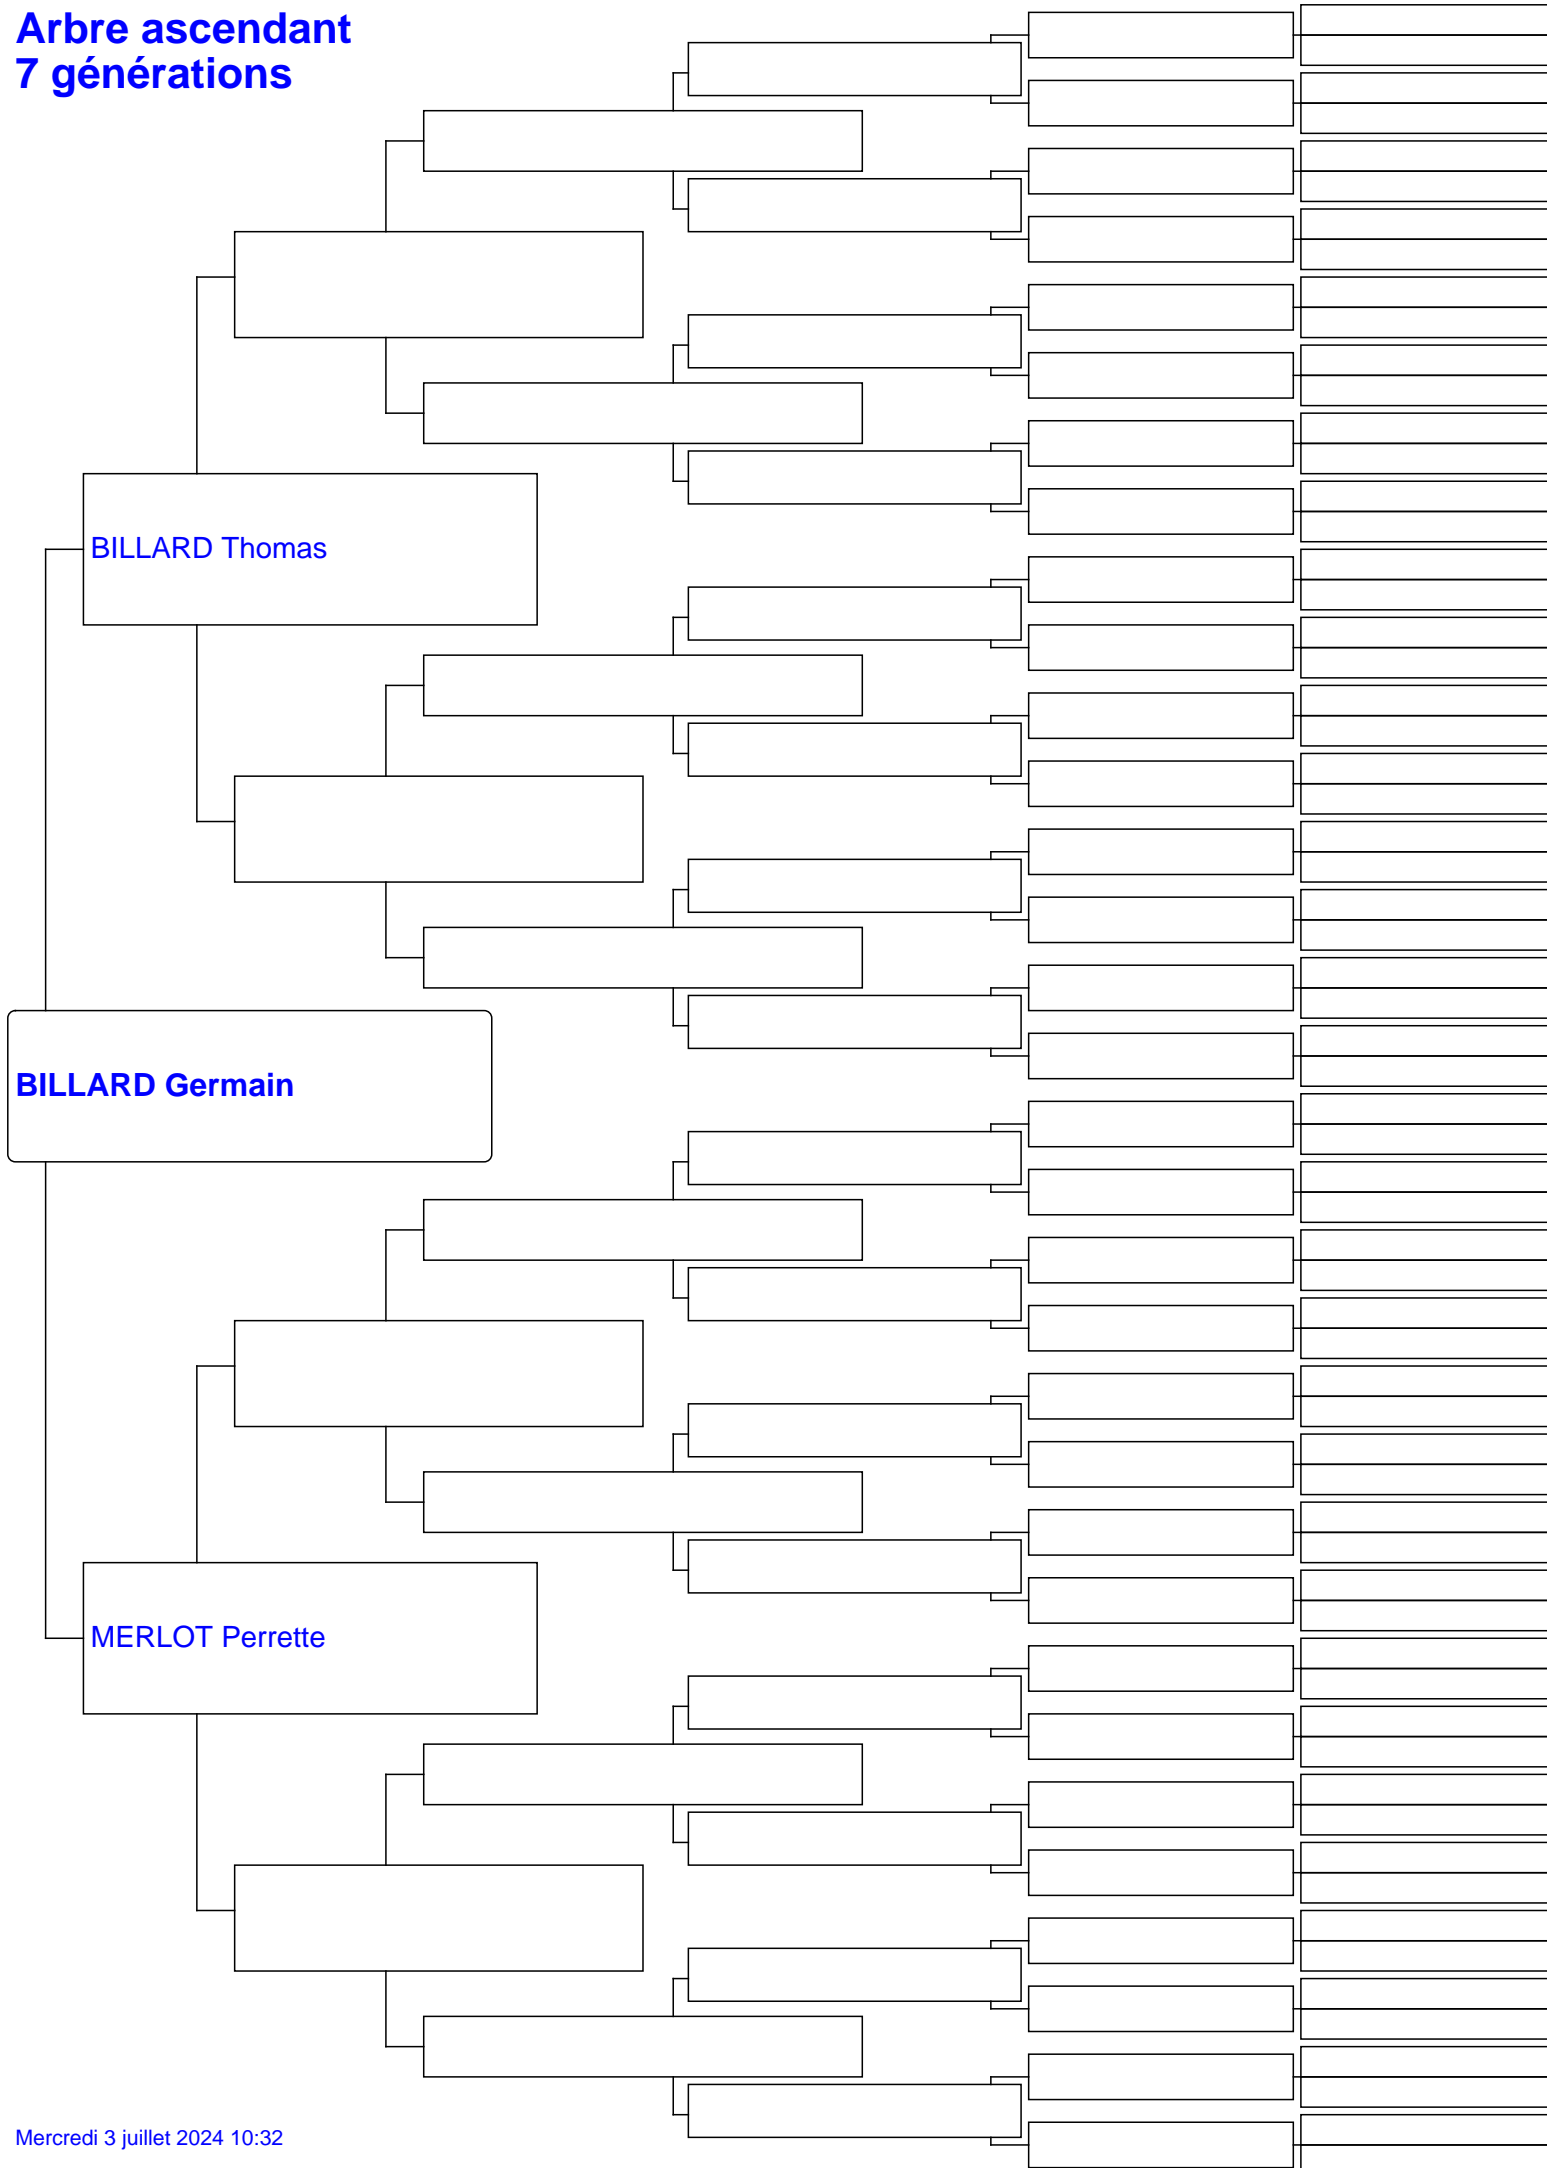 Arbre ascendant
7 générations
BILLARD Thomas
BILLARD Germain
MERLOT Perrette
Mercredi 3 juillet 2024 10:32